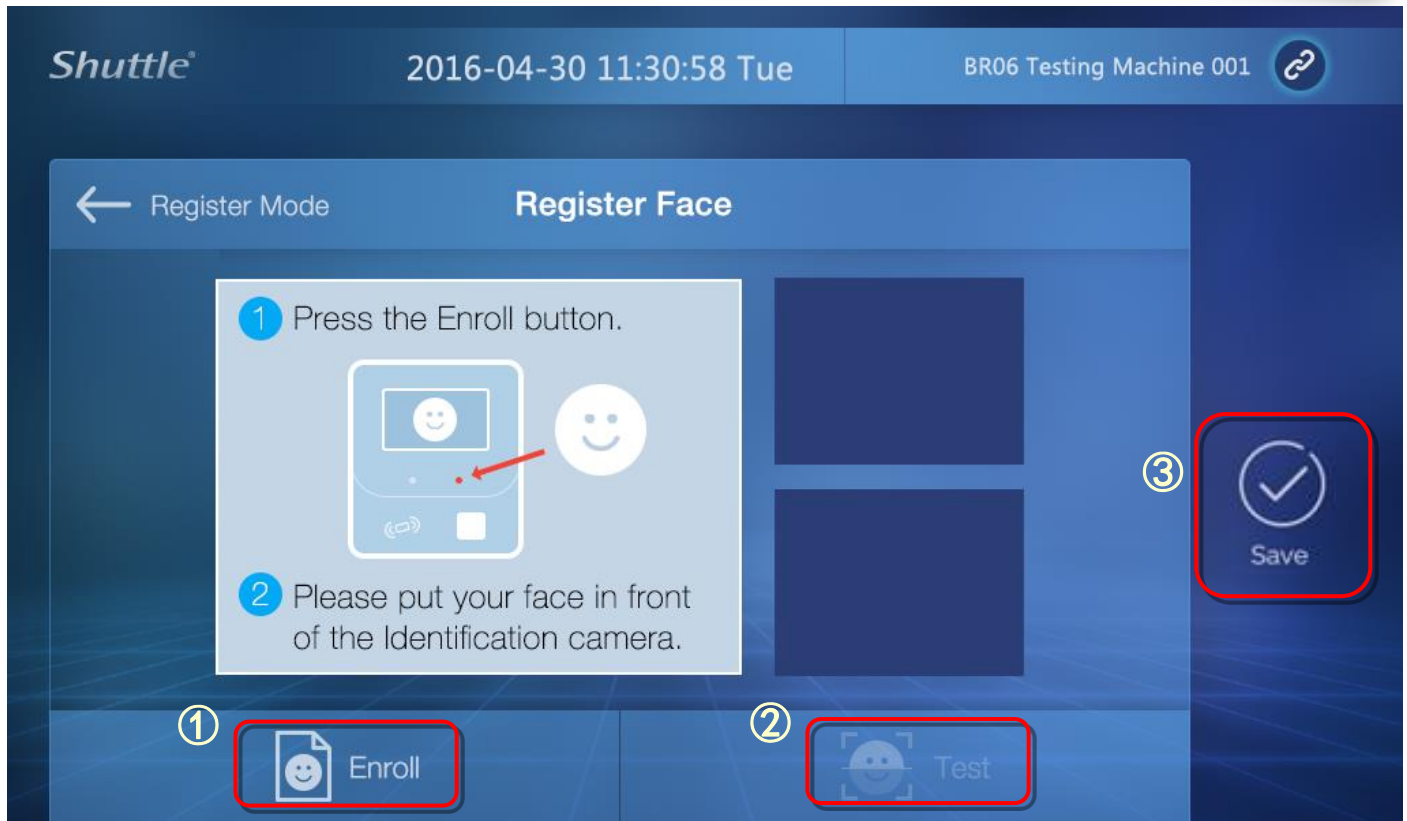 Shuttle®
2016-04-30 11:30:58 Tue
BR06 Testing Machine 001
← Register Mode
Register Face
1 Press the Enroll button.
2 Please put your face in front
of the Identification camera.
③
Save
①
Enroll
②
Test